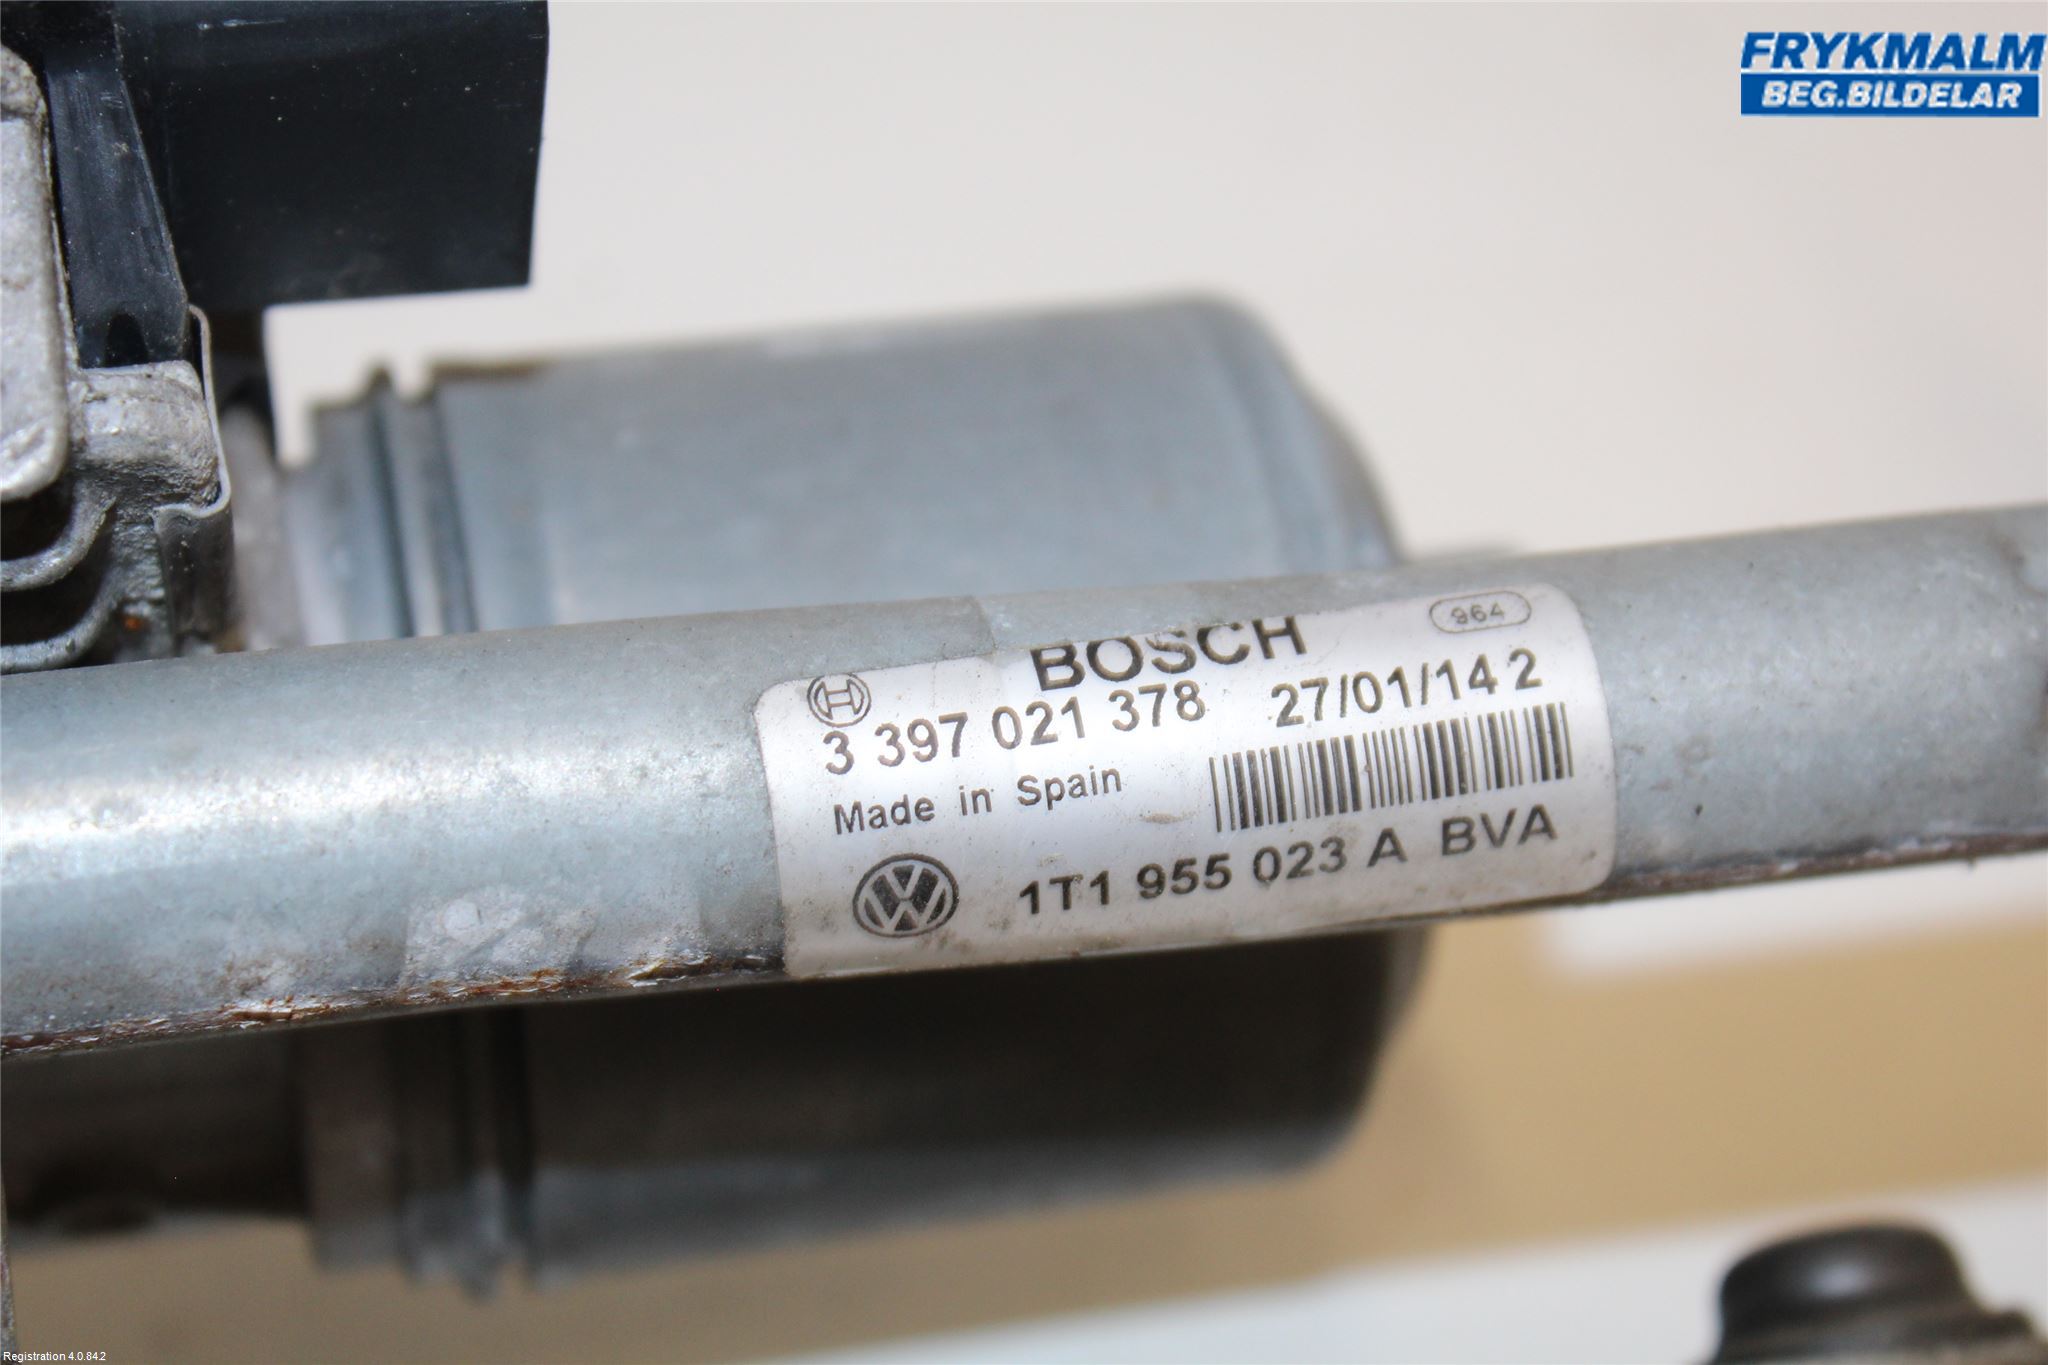 FRYKMALM
BEG.BILDELAR
BOSCH
964
3 397 021 378 27/01/14 2
Made in Spain
1T1 955 023 A BVA
Registration 4.0.84.2